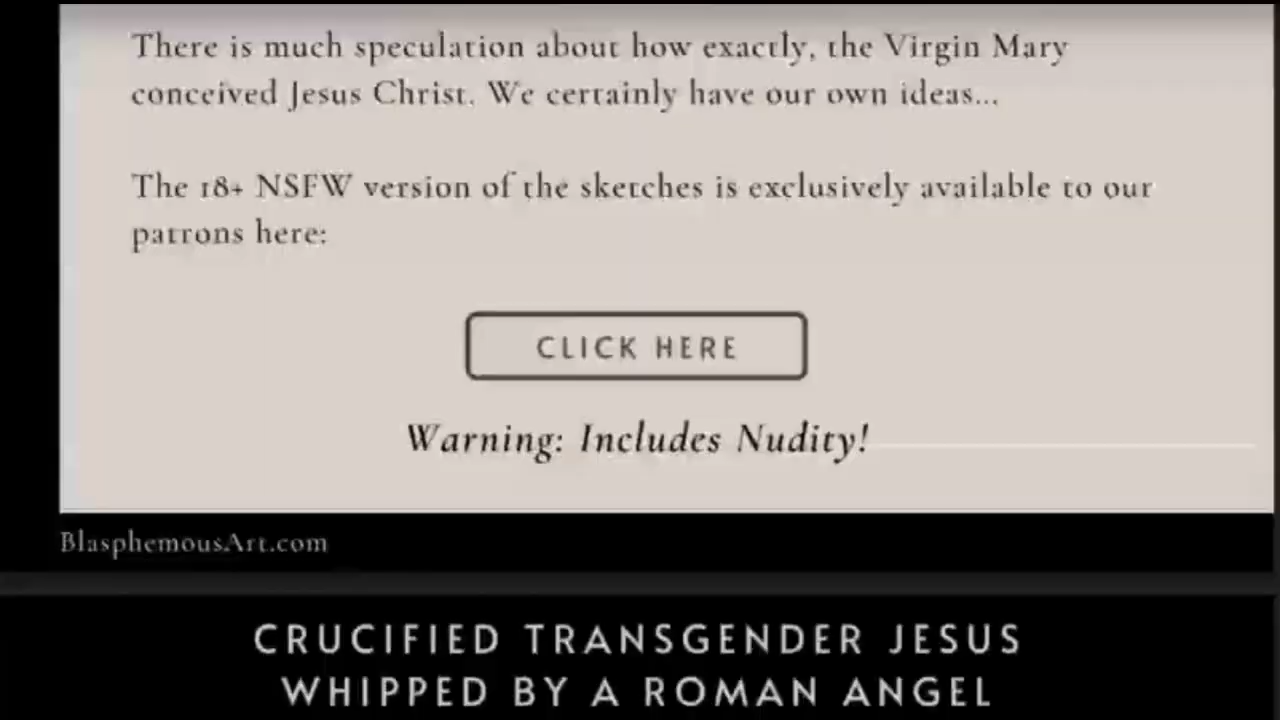 There is much speculation about how exactly, the Virgin Mary
conceived Jesus Christ. We certainly have our own ideas...
The 18+ NSFW version of the sketches is exclusively available to our
patrons here:
CLICK HERE
Warning: Includes Nudity!
BlasphemousArt.com
CRUCIFIED TRANSGENDER JESUS
WHIPPED BY A ROMAN ANGEL